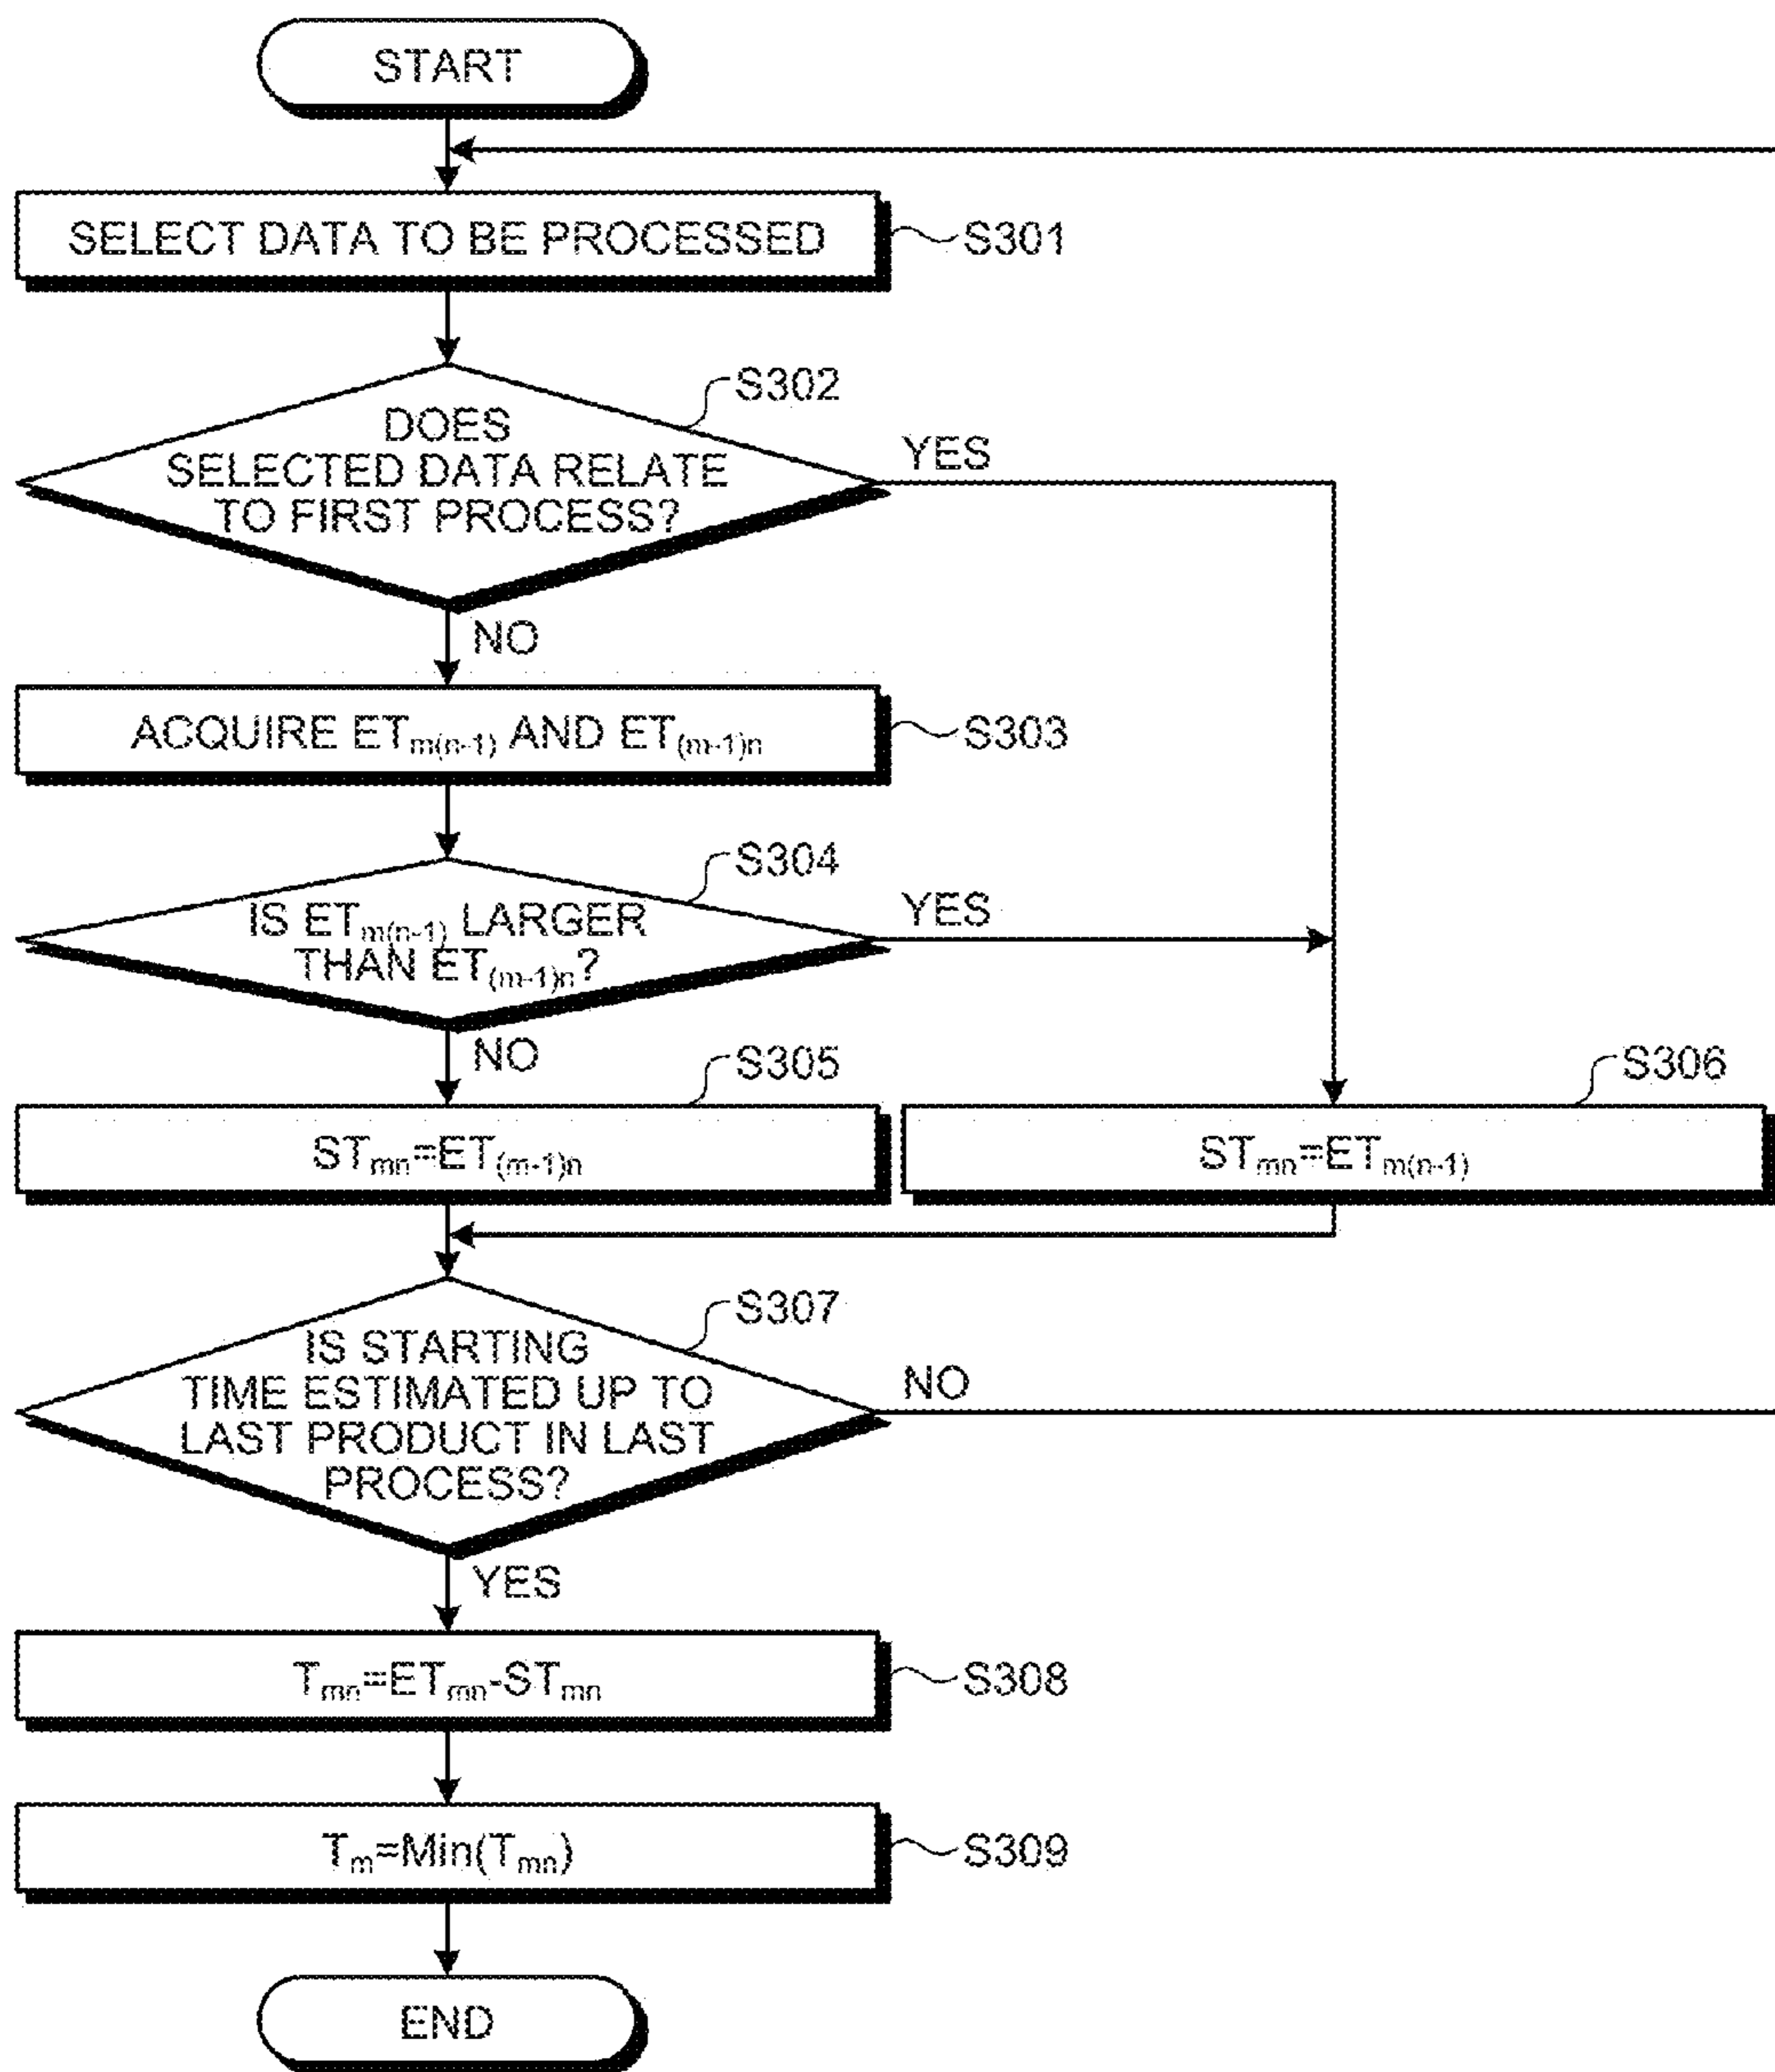 START
SELECT DATA TO BE PROCESSED
S301
S302
DOES
SELECTED DATA RELATE
TO FIRST PROCESS?
YES
NO
ACQUIRE ETm(n-1) AND ET(m-1)n
S303
S304
IS ETm(n-1) LARGER
THAN ET(m-1)n?
YES
NO
S305
STmn=ET(m-1)n
S306
STmn=ETm(n-1)
S307
IS STARTING
TIME ESTIMATED UP TO
LAST PRODUCT IN LAST
PROCESS?
NO
YES
Tmn=ETmn-STmn
S308
Tm=Min(Tmn)
S309
END